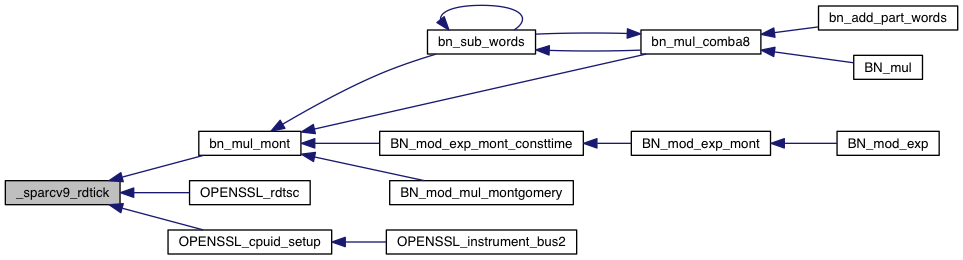 bn_add_part_words
bn_sub_words
bn_mul_comba8
BN_mul
bn_mul_mont
BN_mod_exp_mont_consttime
BN_mod_exp_mont
BN_mod_exp
_sparcv9_rdtick
OPENSSL_rdtsc
BN_mod_mul_montgomery
OPENSSL_cpuid_setup
OPENSSL_instrument_bus2